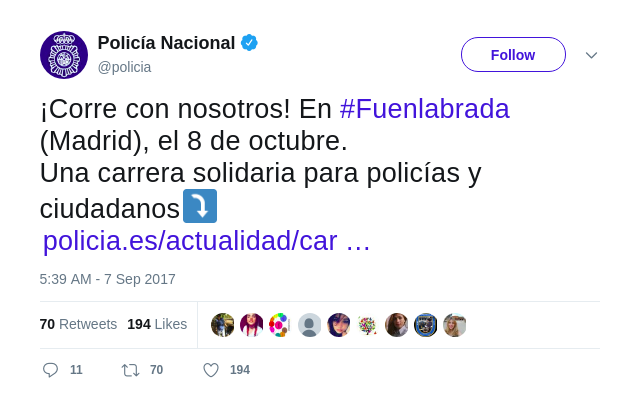 Policía Nacional
@policia
Follow
¡Corre con nosotros! En #Fuenlabrada
(Madrid), el 8 de octubre.
Una carrera solidaria para policías y
ciudadanos⤵️
policia.es/actualidad/car …
5:39 AM - 7 Sep 2017
70 Retweets 194 Likes
11 70 194